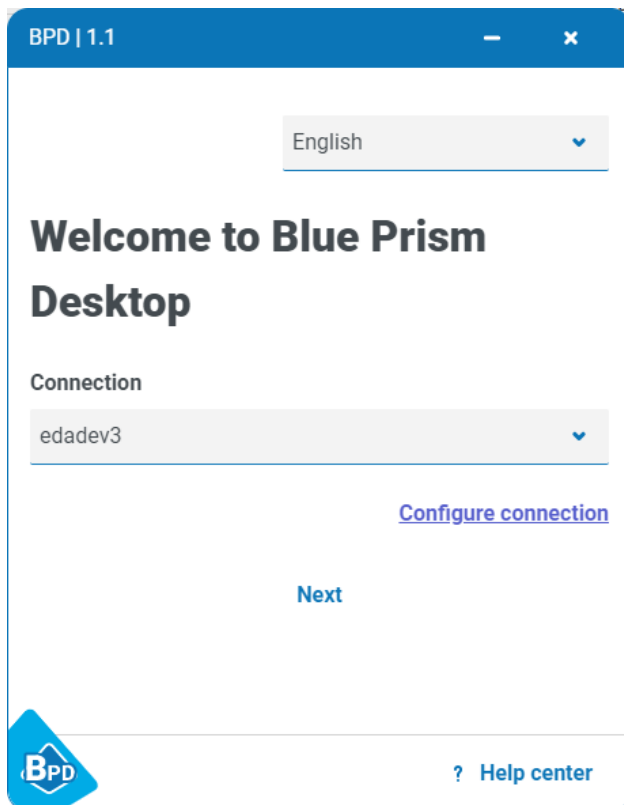 BPD | 1.1
English
Welcome to Blue Prism
Desktop
Connection
edadev3
Configure connection
Next
BPD
? Help center